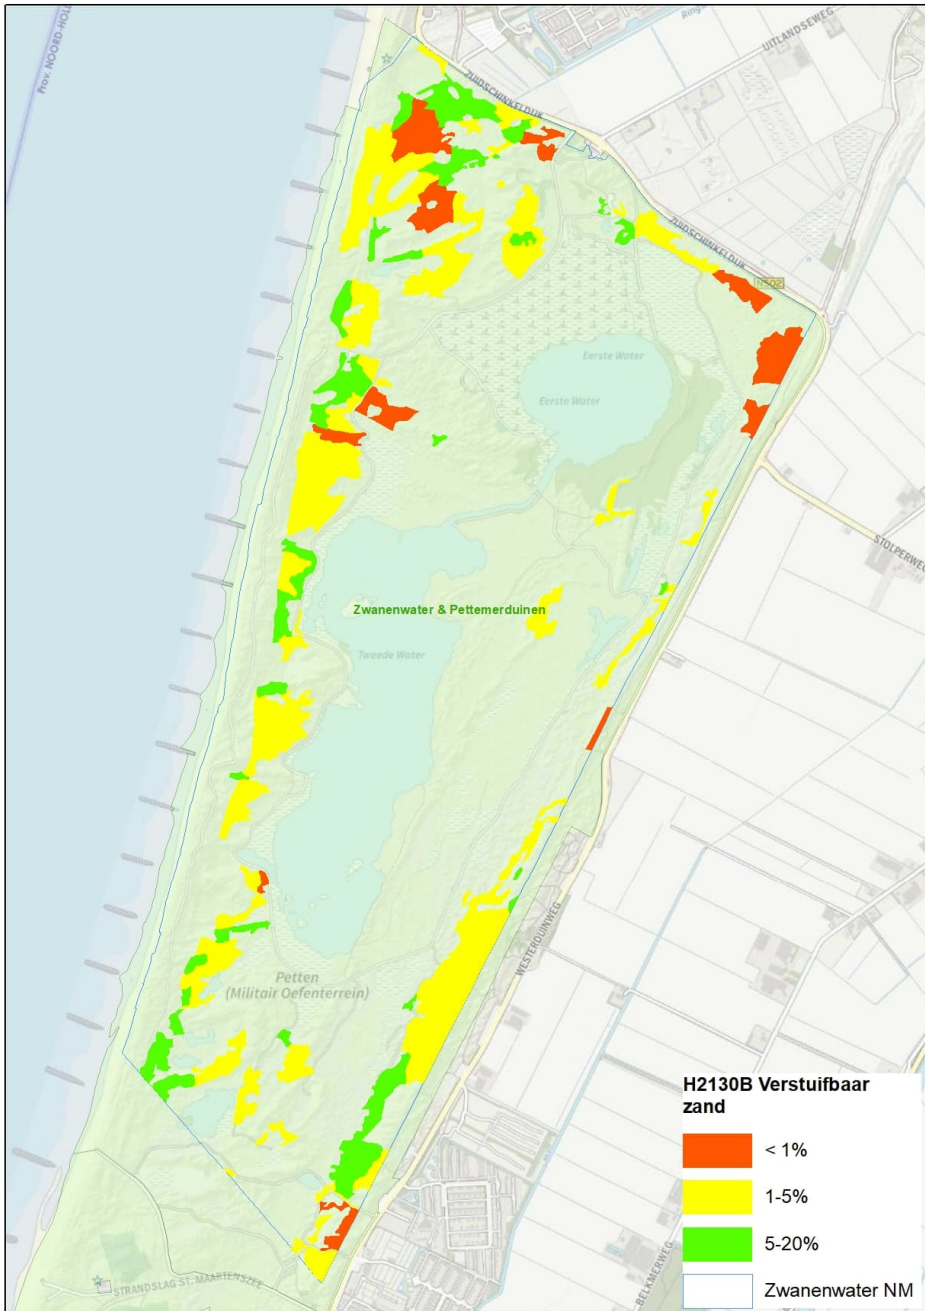 Prov. NOORD-HOL
Ringe
UITLANDSEWEG
ZUIDSCHINKELDIJK
ZUIDSCHINKELDIJK
N502
Eerste Water
Eerste Water
STOLPERWEG
Zwanenwater & Pettemerduinen
Tweede Water
WESTERDUINWEG
Petten
(Militair Oefenterrein)
STRANDSLAG ST. MAARTENSZEE
BELKMERWEG
H2130B Verstuifbaar
zand
< 1%
1-5%
5-20%
Zwanenwater NM